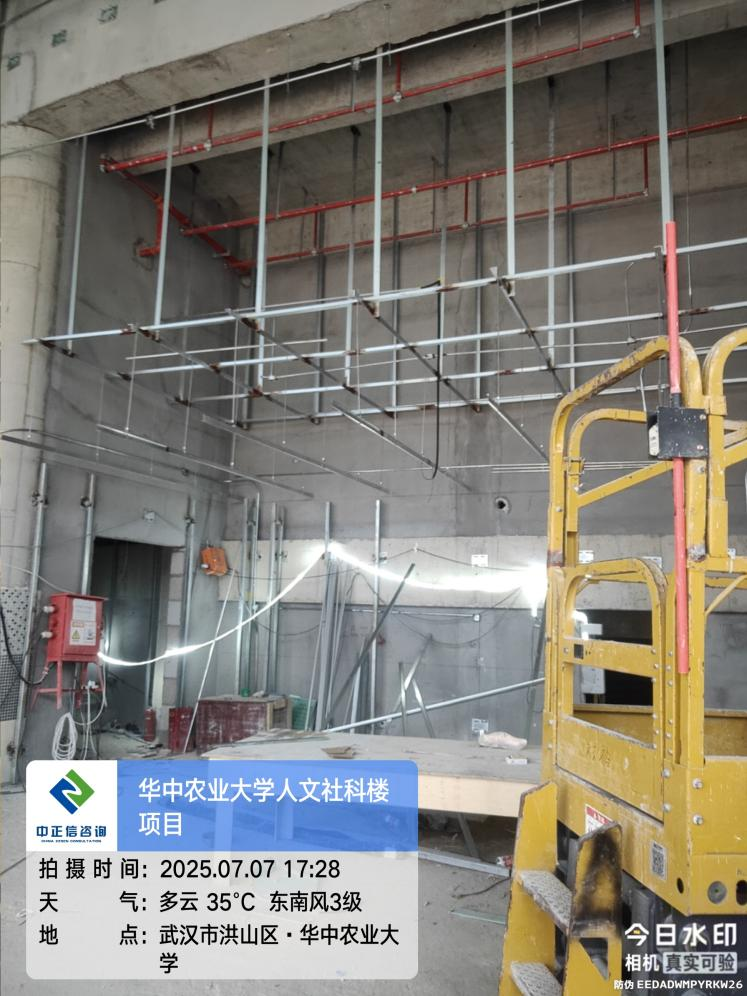 华中农业大学人文社科楼
项目
中正信咨询
拍摄时间：2025.07.07 17:28
天气：多云 35°C 东南风3级
地点：武汉市洪山区·华中农业大
学
今日水印
相机 真实可验
防伪 EEDADWMPYRKW26